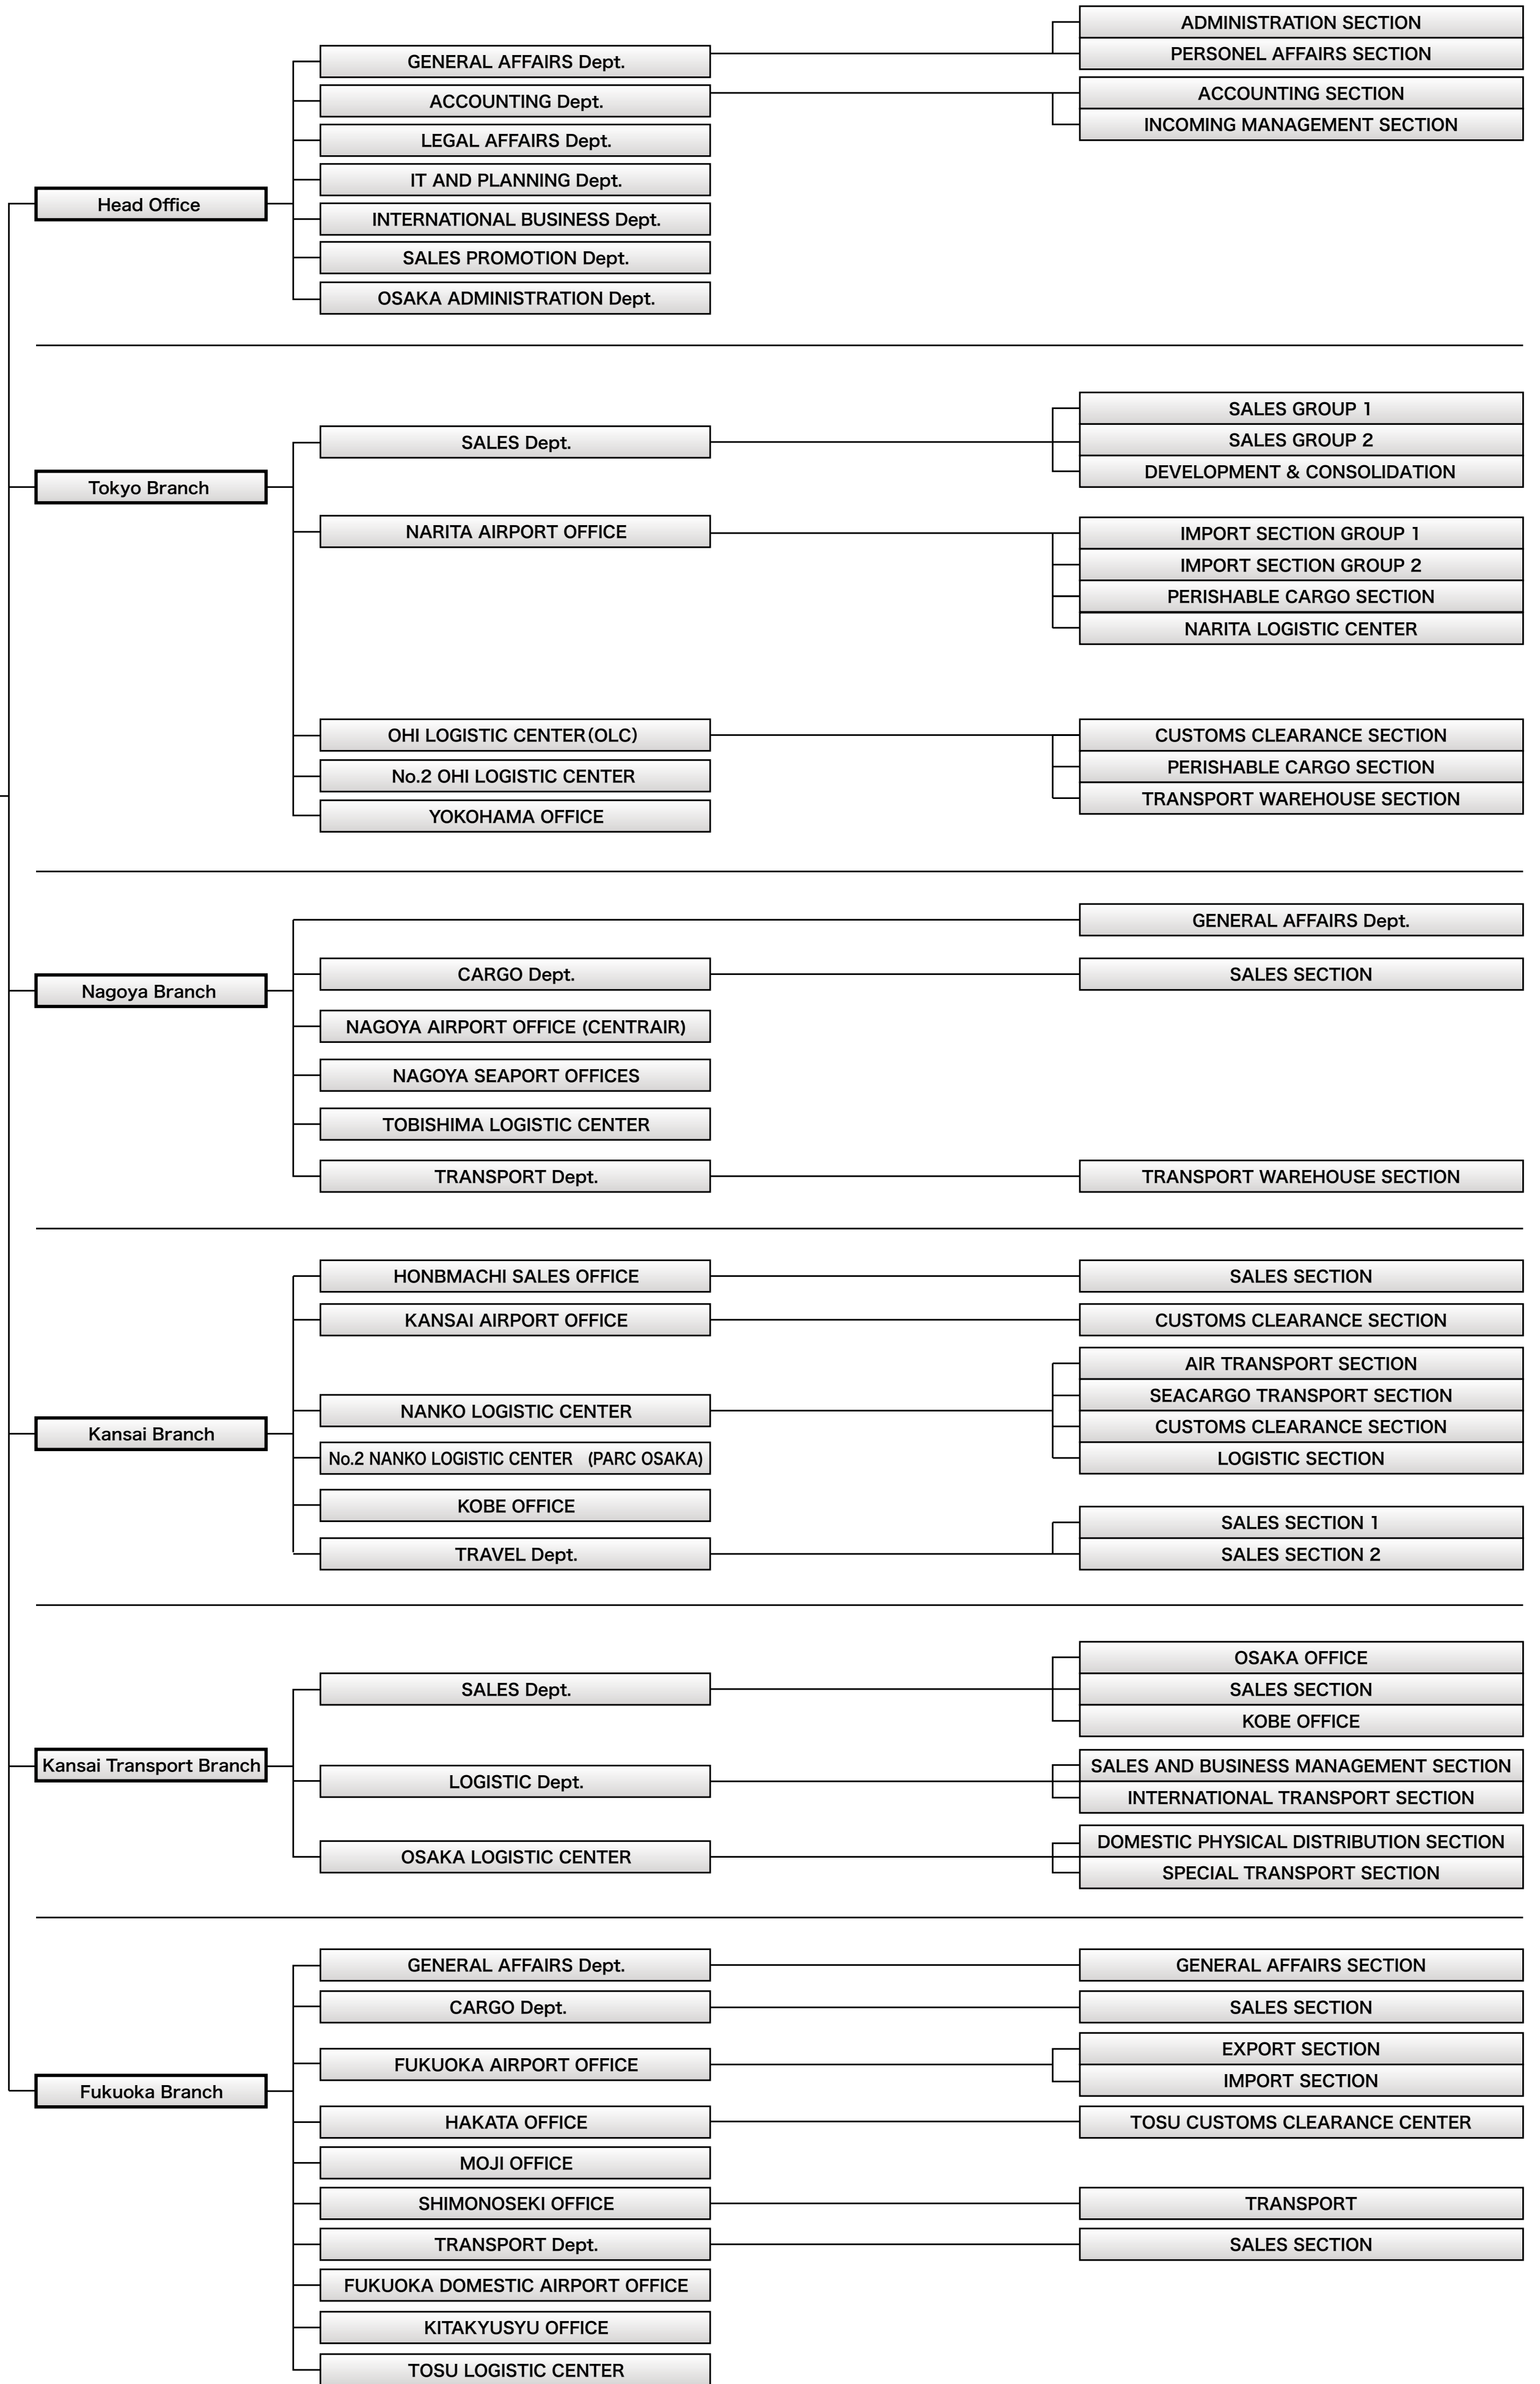 ADMINISTRATION SECTION
GENERAL AFFAIRS Dept.
PERSONEL AFFAIRS SECTION
ACCOUNTING Dept.
ACCOUNTING SECTION
INCOMING MANAGEMENT SECTION
LEGAL AFFAIRS Dept.
IT AND PLANNING Dept.
Head Office
INTERNATIONAL BUSINESS Dept.
SALES PROMOTION Dept.
OSAKA ADMINISTRATION Dept.
SALES GROUP 1
SALES Dept.
SALES GROUP 2
DEVELOPMENT & CONSOLIDATION
Tokyo Branch
NARITA AIRPORT OFFICE
IMPORT SECTION GROUP 1
IMPORT SECTION GROUP 2
PERISHABLE CARGO SECTION
NARITA LOGISTIC CENTER
OHI LOGISTIC CENTER(OLC)
CUSTOMS CLEARANCE SECTION
No.2 OHI LOGISTIC CENTER
PERISHABLE CARGO SECTION
TRANSPORT WAREHOUSE SECTION
YOKOHAMA OFFICE
GENERAL AFFAIRS Dept.
CARGO Dept.
SALES SECTION
Nagoya Branch
NAGOYA AIRPORT OFFICE (CENTRAIR)
NAGOYA SEAPORT OFFICES
TOBISHIMA LOGISTIC CENTER
TRANSPORT Dept.
TRANSPORT WAREHOUSE SECTION
HONBMACHI SALES OFFICE
SALES SECTION
KANSAI AIRPORT OFFICE
CUSTOMS CLEARANCE SECTION
AIR TRANSPORT SECTION
SEACARGO TRANSPORT SECTION
NANKO LOGISTIC CENTER
CUSTOMS CLEARANCE SECTION
Kansai Branch
No.2 NANKO LOGISTIC CENTER (PARC OSAKA)
LOGISTIC SECTION
KOBE OFFICE
SALES SECTION 1
TRAVEL Dept.
SALES SECTION 2
OSAKA OFFICE
SALES Dept.
SALES SECTION
KOBE OFFICE
Kansai Transport Branch
SALES AND BUSINESS MANAGEMENT SECTION
LOGISTIC Dept.
INTERNATIONAL TRANSPORT SECTION
DOMESTIC PHYSICAL DISTRIBUTION SECTION
OSAKA LOGISTIC CENTER
SPECIAL TRANSPORT SECTION
GENERAL AFFAIRS Dept.
GENERAL AFFAIRS SECTION
CARGO Dept.
SALES SECTION
EXPORT SECTION
FUKUOKA AIRPORT OFFICE
IMPORT SECTION
Fukuoka Branch
HAKATA OFFICE
TOSU CUSTOMS CLEARANCE CENTER
MOJI OFFICE
SHIMONOSEKI OFFICE
TRANSPORT
TRANSPORT Dept.
SALES SECTION
FUKUOKA DOMESTIC AIRPORT OFFICE
KITAKYUSYU OFFICE
TOSU LOGISTIC CENTER